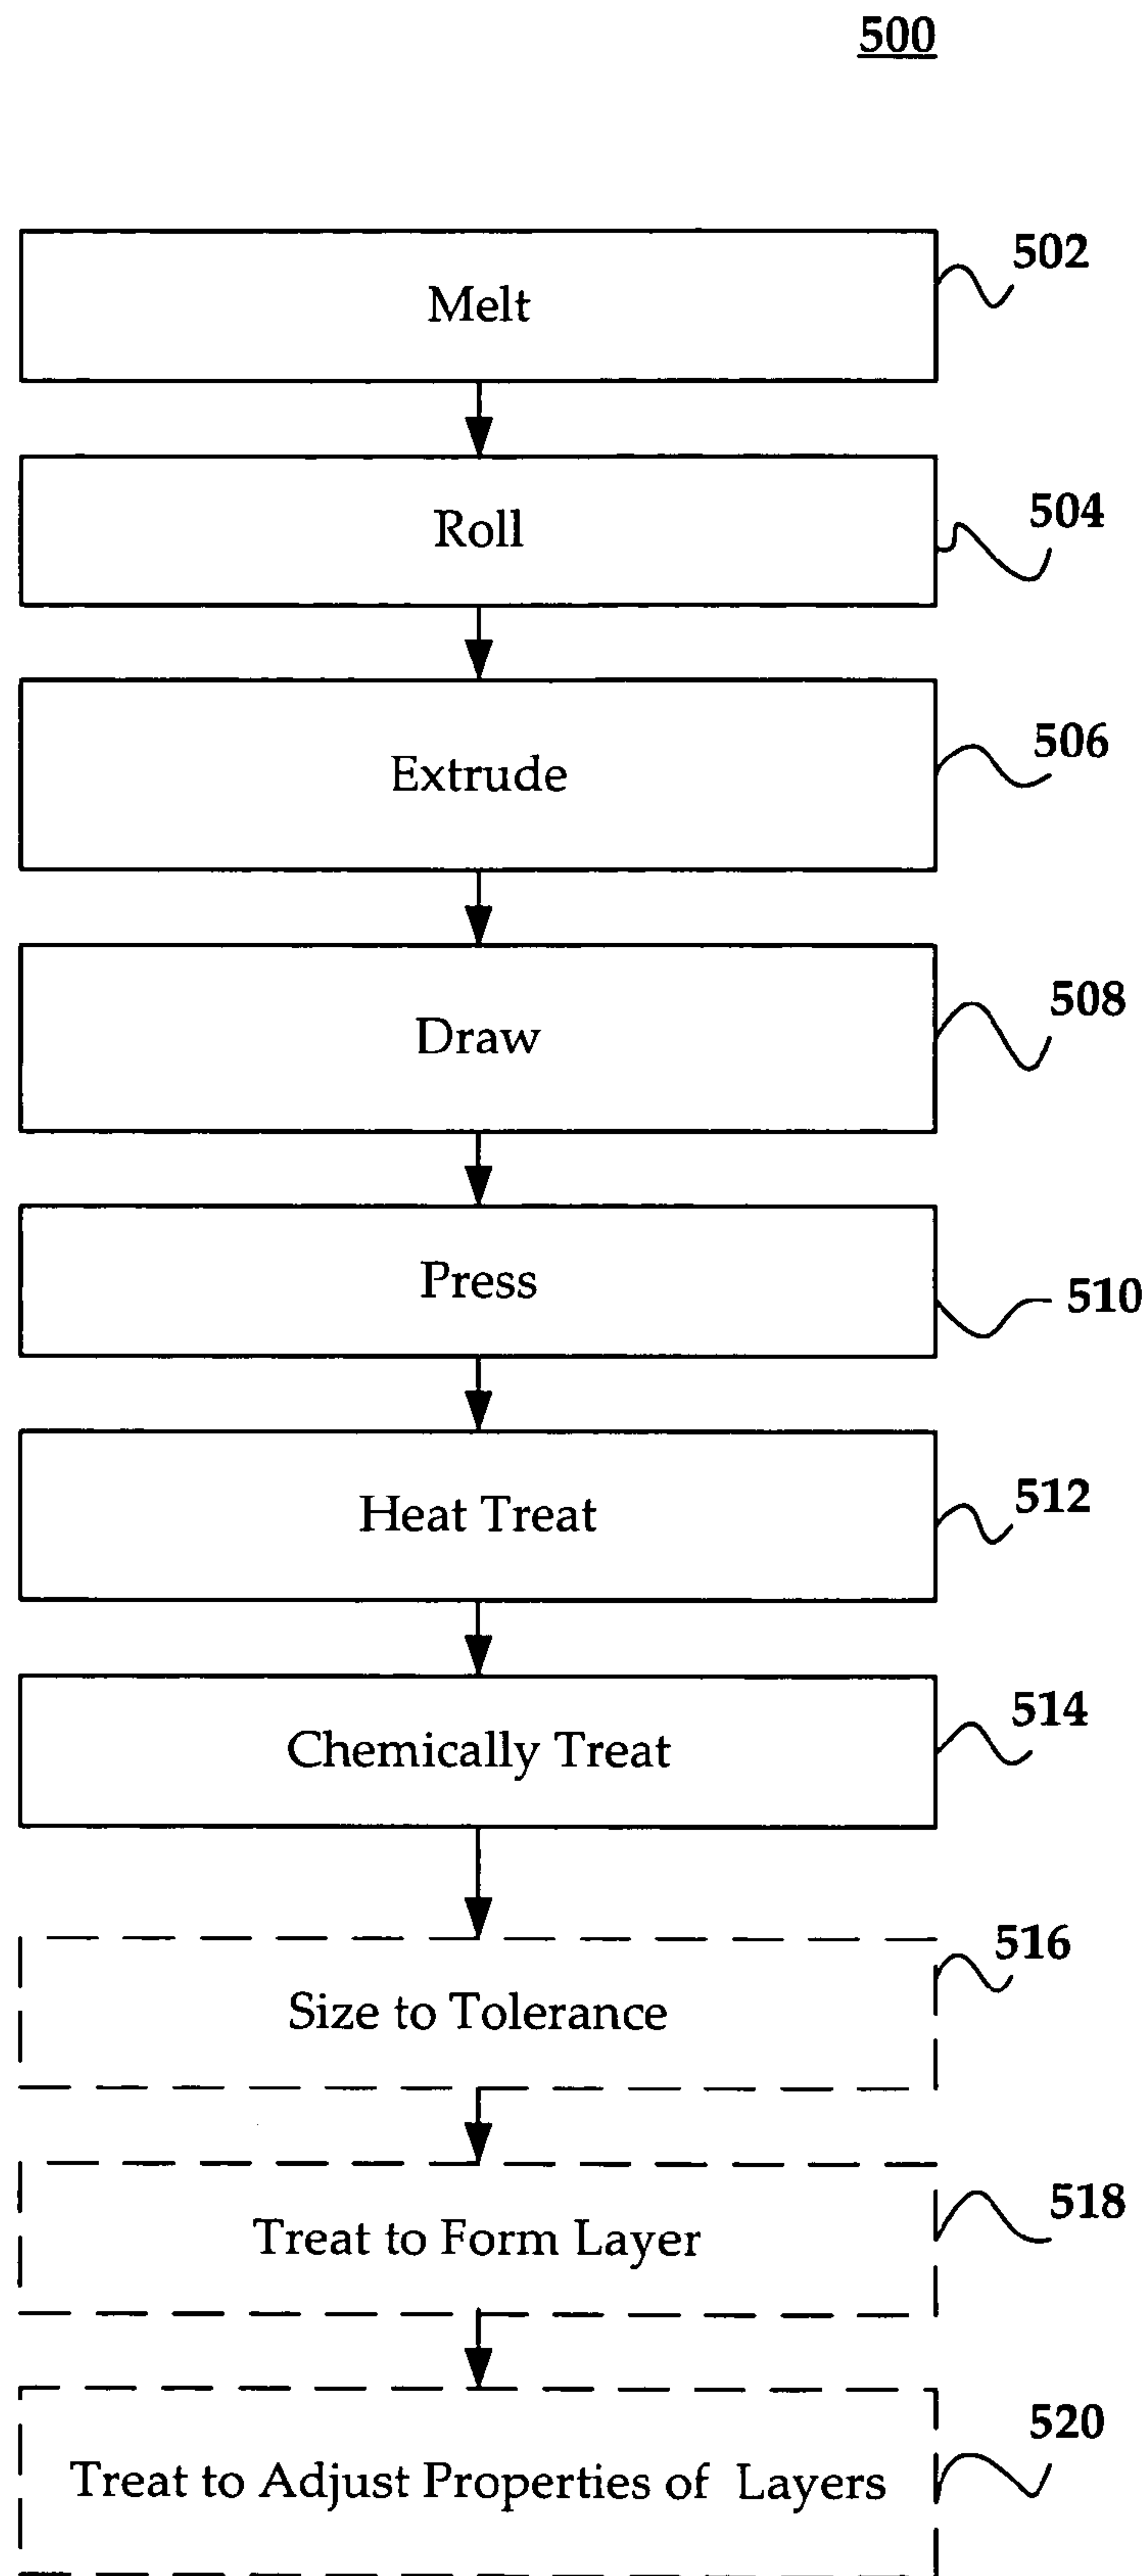 500
Melt
502
Roll
504
Extrude
506
Draw
508
Press
510
Heat Treat
512
Chemically Treat
514
Size to Tolerance
516
Treat to Form Layer
518
Treat to Adjust Properties of Layers
520